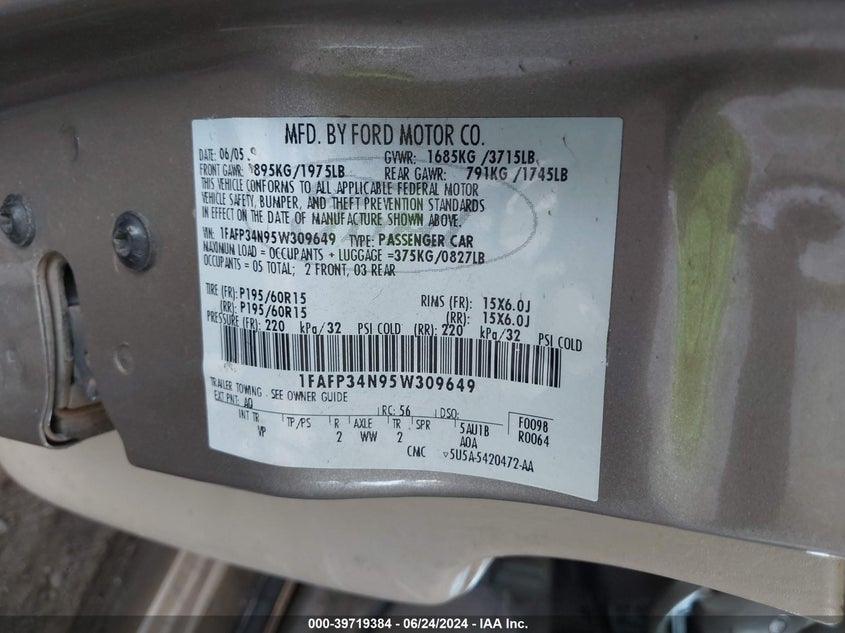 MFD. BY FORD MOTOR CO.
DATE: 06/05 GVWR: 1685KG /3715LB
FRONT GAWR: 895KG/1975LB REAR GAWR: 791KG /1745LB
THIS VEHICLE CONFORMS TO ALL APPLICABLE FEDERAL MOTOR
VEHICLE SAFETY, BUMPER, AND THEFT PREVENTION STANDARDS
IN EFFECT ON THE DATE OF MANUFACTURE SHOWN ABOVE.
1FAFP34N95W309649 TYPE: PASSENGER CAR
MAXIMUM LOAD = OCCUPANTS + LUGGAGE =375KG/0827LB
OCCUPANTS: = 05 TOTAL; 2 FRONT, 03 REAR
TIRE (FR): P195/60R15 RIMS (FR): 15X6.0J
(RR): P195/60R15 (RR): 15X6.0J
PRESSURE (FR): 220 kPa/32 PSI COLD (RR): 220 kPa/32 PSI COLD
1FAFP34N95W309649
TRAILER TOWING - SEE OWNER GUIDE
EXT PNT: AQ RC: 56 DSO: F0098
INT TR TP/PS R AXLE TR SPR 5AU1B R0064
VP 2 WW 2 AOA
CMC ▽5U5A-5420472-AA
000-39719384 / 06/24/2024 - IAA Inc.